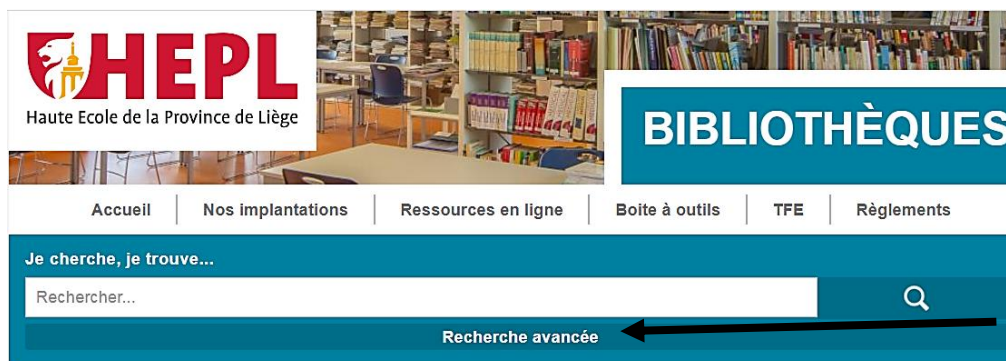 HEPL
Haute Ecole de la Province de Liège
BIBLIOTHÈQUES
Accueil Nos implantations Ressources en ligne Boite à outils TFE Règlements
Je cherche, je trouve...
Rechercher...
Recherche avancée